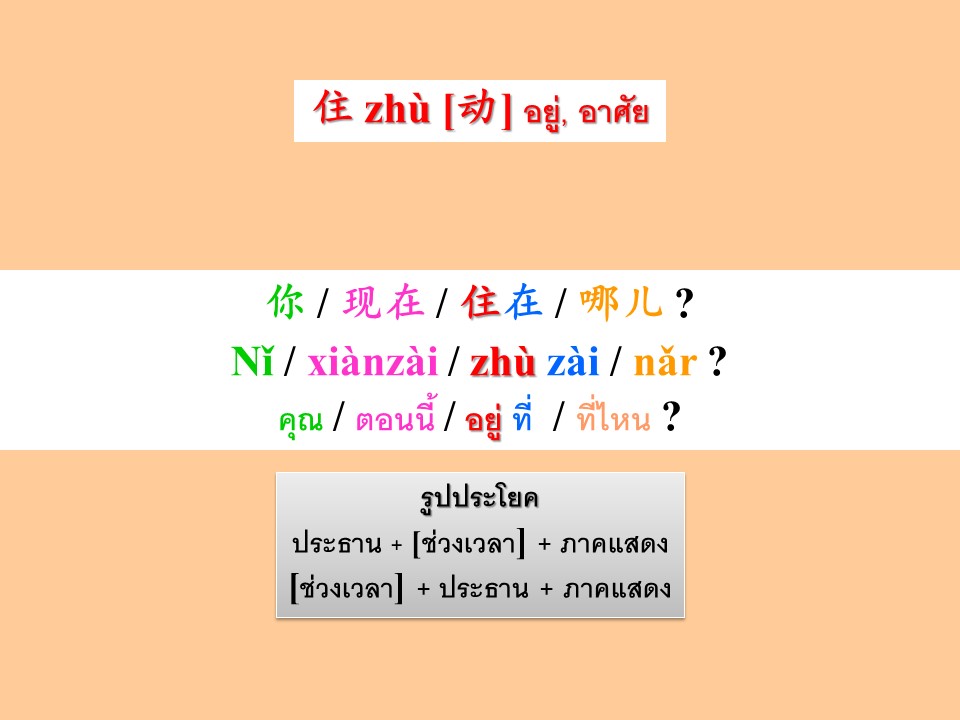 住 zhù [动] อยู่, อาศัย
你 / 现在 / 住在 / 哪儿 ?
Nǐ / xiànzài / zhù zài / nǎr ?
คุณ / ตอนนี้ / อยู่ ที่ / ที่ไหน ?
รูปประโยค
ประธาน + [ช่วงเวลา] + ภาคแสดง
[ช่วงเวลา] + ประธาน + ภาคแสดง